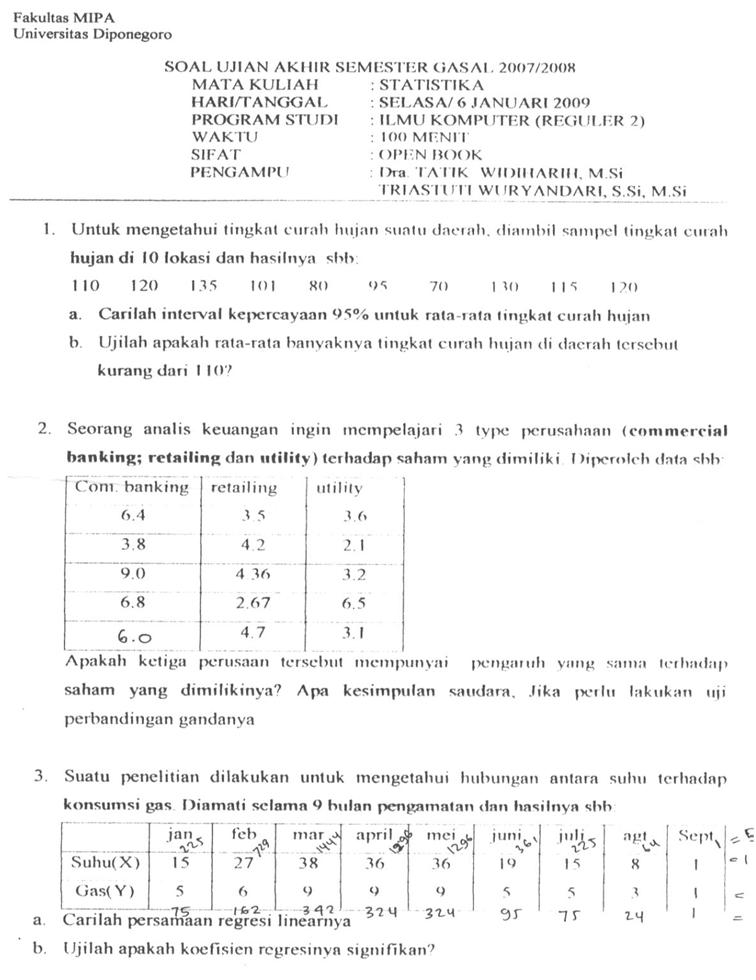 Fakultas MIPA
Universitas Diponegoro
SOAL UJIAN AKHIR SEMESTER GASAL 2007/2008
MATA KULIAH : STATISTIKA
HARI/TANGGAL : SELASA/ 6 JANUARI 2009
PROGRAM STUDI : ILMU KOMPUTER (REGULER 2)
WAKTU : 100 MENIT
SIFAT : OPEN BOOK
PENGAMPU : Dra. TATIK WIDIHARIH, M.Si
TRIASTUTI WURYANDARI, S.Si, M.Si
1. Untuk mengetahui tingkat curah hujan suatu daerah, diambil sampel tingkat curah
hujan di 10 lokasi dan hasilnya sbb:
110 120 135 101 80 95 70 130 115 120
a. Carilah interval kepercayaan 95% untuk rata-rata tingkat curah hujan
b. Ujilah apakah rata-rata banyaknya tingkat curah hujan di daerah tersebut
kurang dari 110?
2. Seorang analis keuangan ingin mempelajari 3 type perusahaan (commercial
banking; retailing dan utility) terhadap saham yang dimiliki. Diperoleh data sbb:
Com. banking retailing utility
6.4 3.5 3.6
3.8 4.2 2.1
9.0 4.36 3.2
6.8 2.67 6.5
6.0 4.7 3.1
Apakah ketiga perusaan tersebut mempunyai pengaruh yang sama terhadap
saham yang dimilikinya? Apa kesimpulan saudara, Jika perlu lakukan uji
perbandingan gandanya
3. Suatu penelitian dilakukan untuk mengetahui hubungan antara suhu terhadap
konsumsi gas. Diamati selama 9 bulan pengamatan dan hasilnya sbb:
jan feb mar april mei juni juli agt Sept
225 729 1444 1296 1296 361 225 64 1 =
Suhu(X) 15 27 38 36 36 19 15 8 1 =
Gas(Y) 5 6 9 9 9 5 5 3 1
75 162 342 324 324 95 75 24 1 =
a. Carilah persamaan regresi linearnya
b. Ujilah apakah koefisien regresinya signifikan?